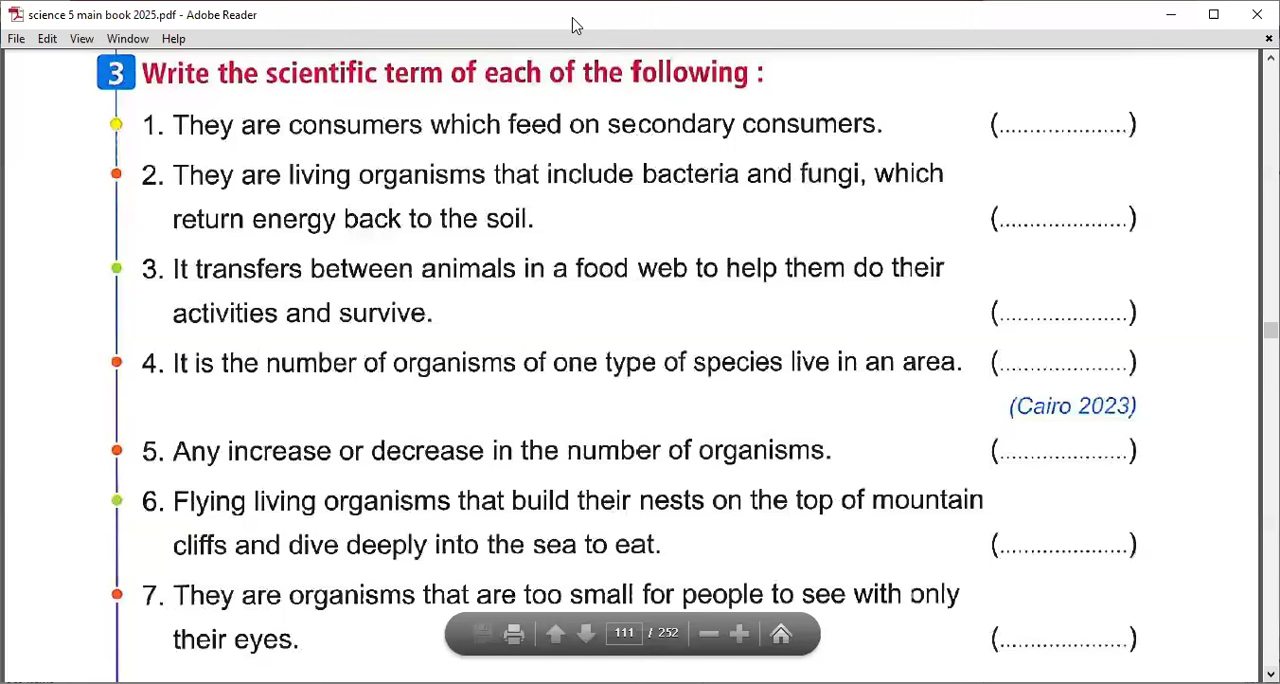 science 5 main book 2025.pdf - Adobe Reader
File Edit View Window Help
3 Write the scientific term of each of the following :
1. They are consumers which feed on secondary consumers. (.....................)
2. They are living organisms that include bacteria and fungi, which
return energy back to the soil. (.....................)
3. It transfers between animals in a food web to help them do their
activities and survive. (.....................)
4. It is the number of organisms of one type of species live in an area. (.....................)
(Cairo 2023)
5. Any increase or decrease in the number of organisms. (.....................)
6. Flying living organisms that build their nests on the top of mountain
cliffs and dive deeply into the sea to eat. (.....................)
7. They are organisms that are too small for people to see with only
their eyes. (.....................)
111 / 252